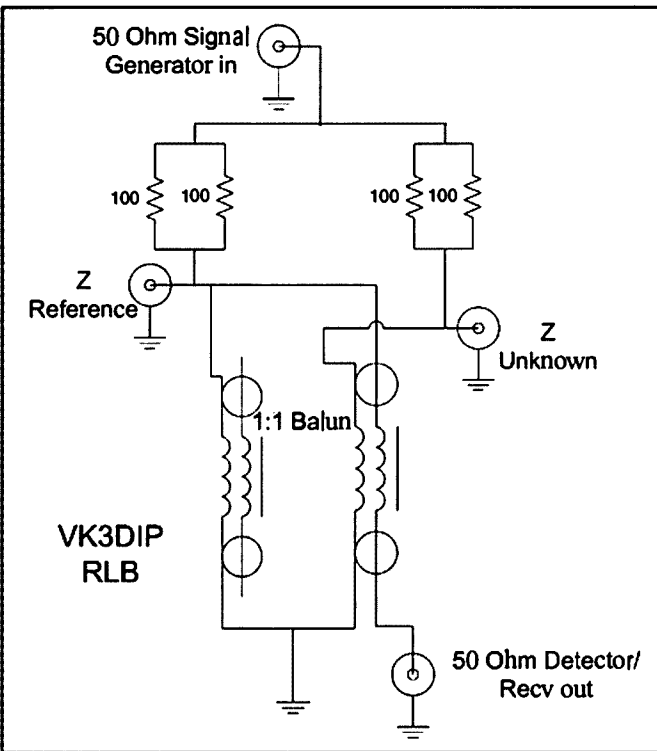 50 Ohm Signal
Generator in
100
100
100
100
Z
Reference
Z
Unknown
1:1 Balun
VK3DIP
RLB
50 Ohm Detector/
Recv out